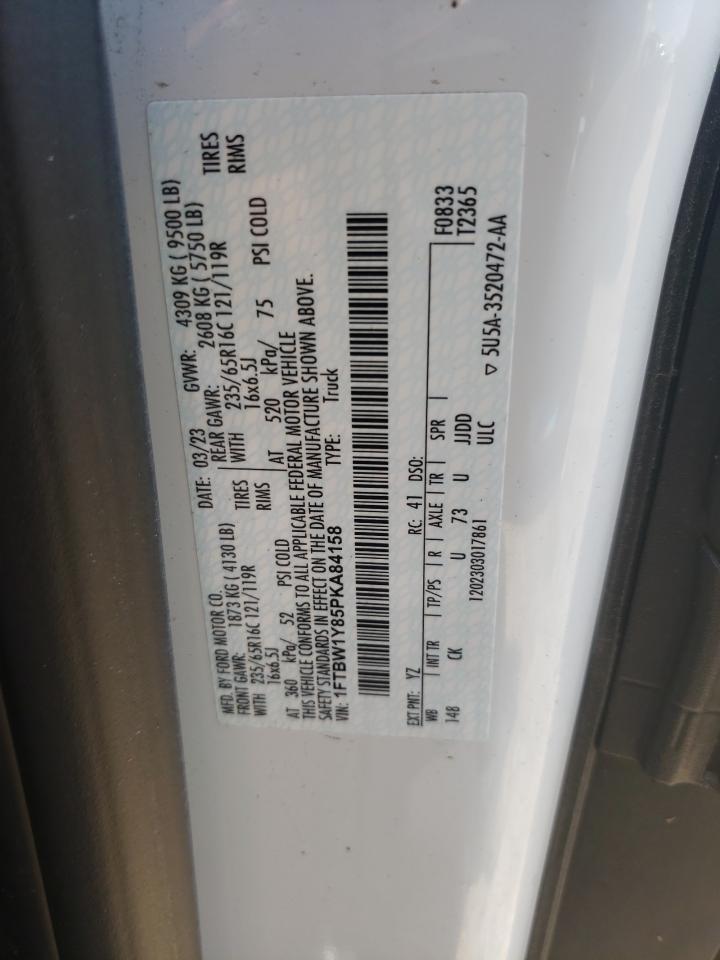 MFD. BY FORD MOTOR CO.
DATE: 03/23 GVWR: 4309 KG ( 9500 LB)
FRONT GAWR: 1873 KG ( 4130 LB) REAR GAWR: 2608 KG ( 5750 LB)
WITH 235/65R16C 121/119R TIRES WITH 235/65R16C 121/119R TIRES
16x6.5J RIMS 16x6.5J RIMS
AT 360 kPa/ 52 PSI COLD AT 520 kPa/ 75 PSI COLD
THIS VEHICLE CONFORMS TO ALL APPLICABLE FEDERAL MOTOR VEHICLE
SAFETY STANDARDS IN EFFECT ON THE DATE OF MANUFACTURE SHOWN ABOVE.
VIN: 1FTBW1Y85PKA84158 TYPE: Truck
EXT PNT: YZ RC: 41 DSO: F0833
WB INT TR TP/PS R AXLE TR SPR T2365
148 CK U 73 U JJDD
1202303017861 ULC ▽ 5U5A-3520472-AA